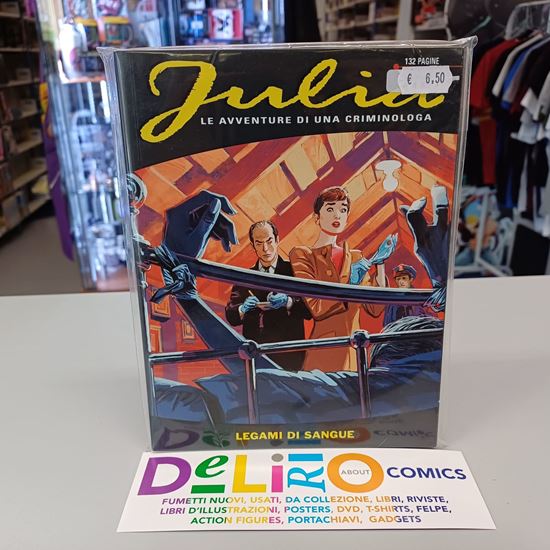 132 PAGINE
€ 6,50
Julia
LE AVVENTURE DI UNA CRIMINOLOGA
LEGAMI DI SANGUE
DeLiRiO ABOUT COMICS
FUMETTI NUOVI, USATI, DA COLLEZIONE, LIBRI, RIVISTE,
LIBRI D'ILLUSTRAZIONI, POSTERS, DVD, T-SHIRTS, FELPE,
ACTION FIGURES, PORTACHIAVI, GADGETS